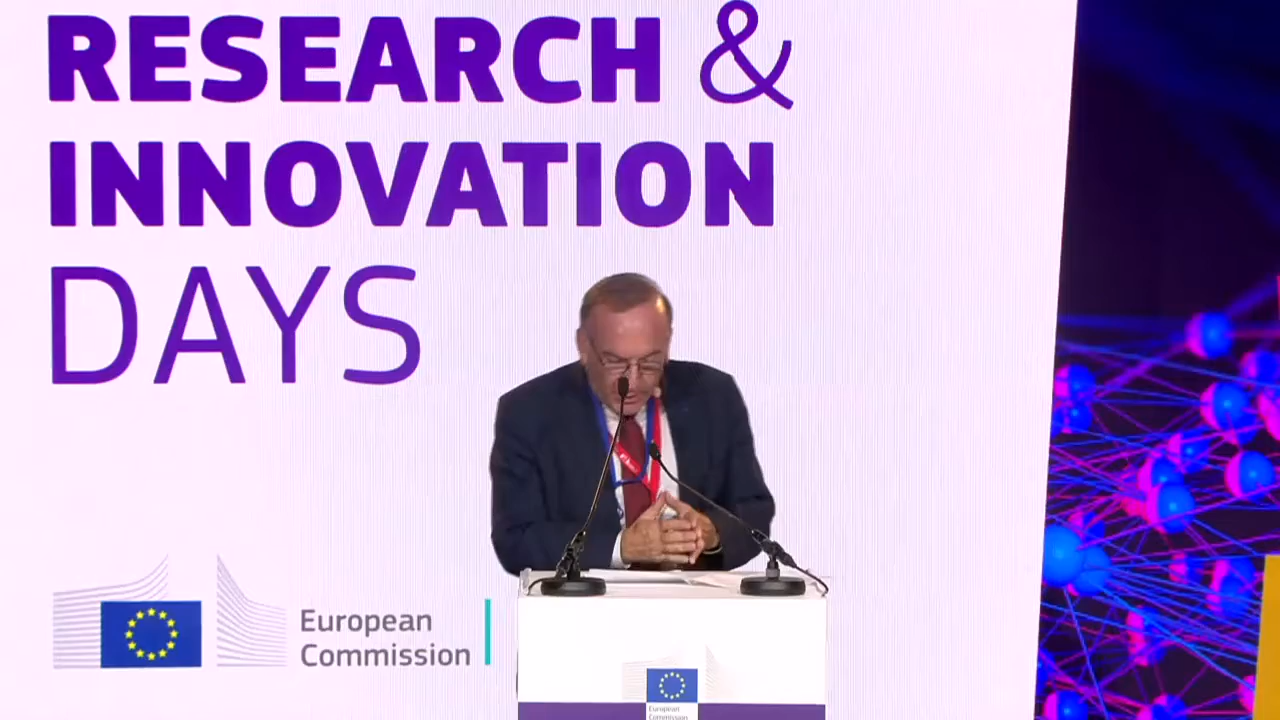 RESEARCH &
INNOVATION
DAYS
European
Commission
European
Commission